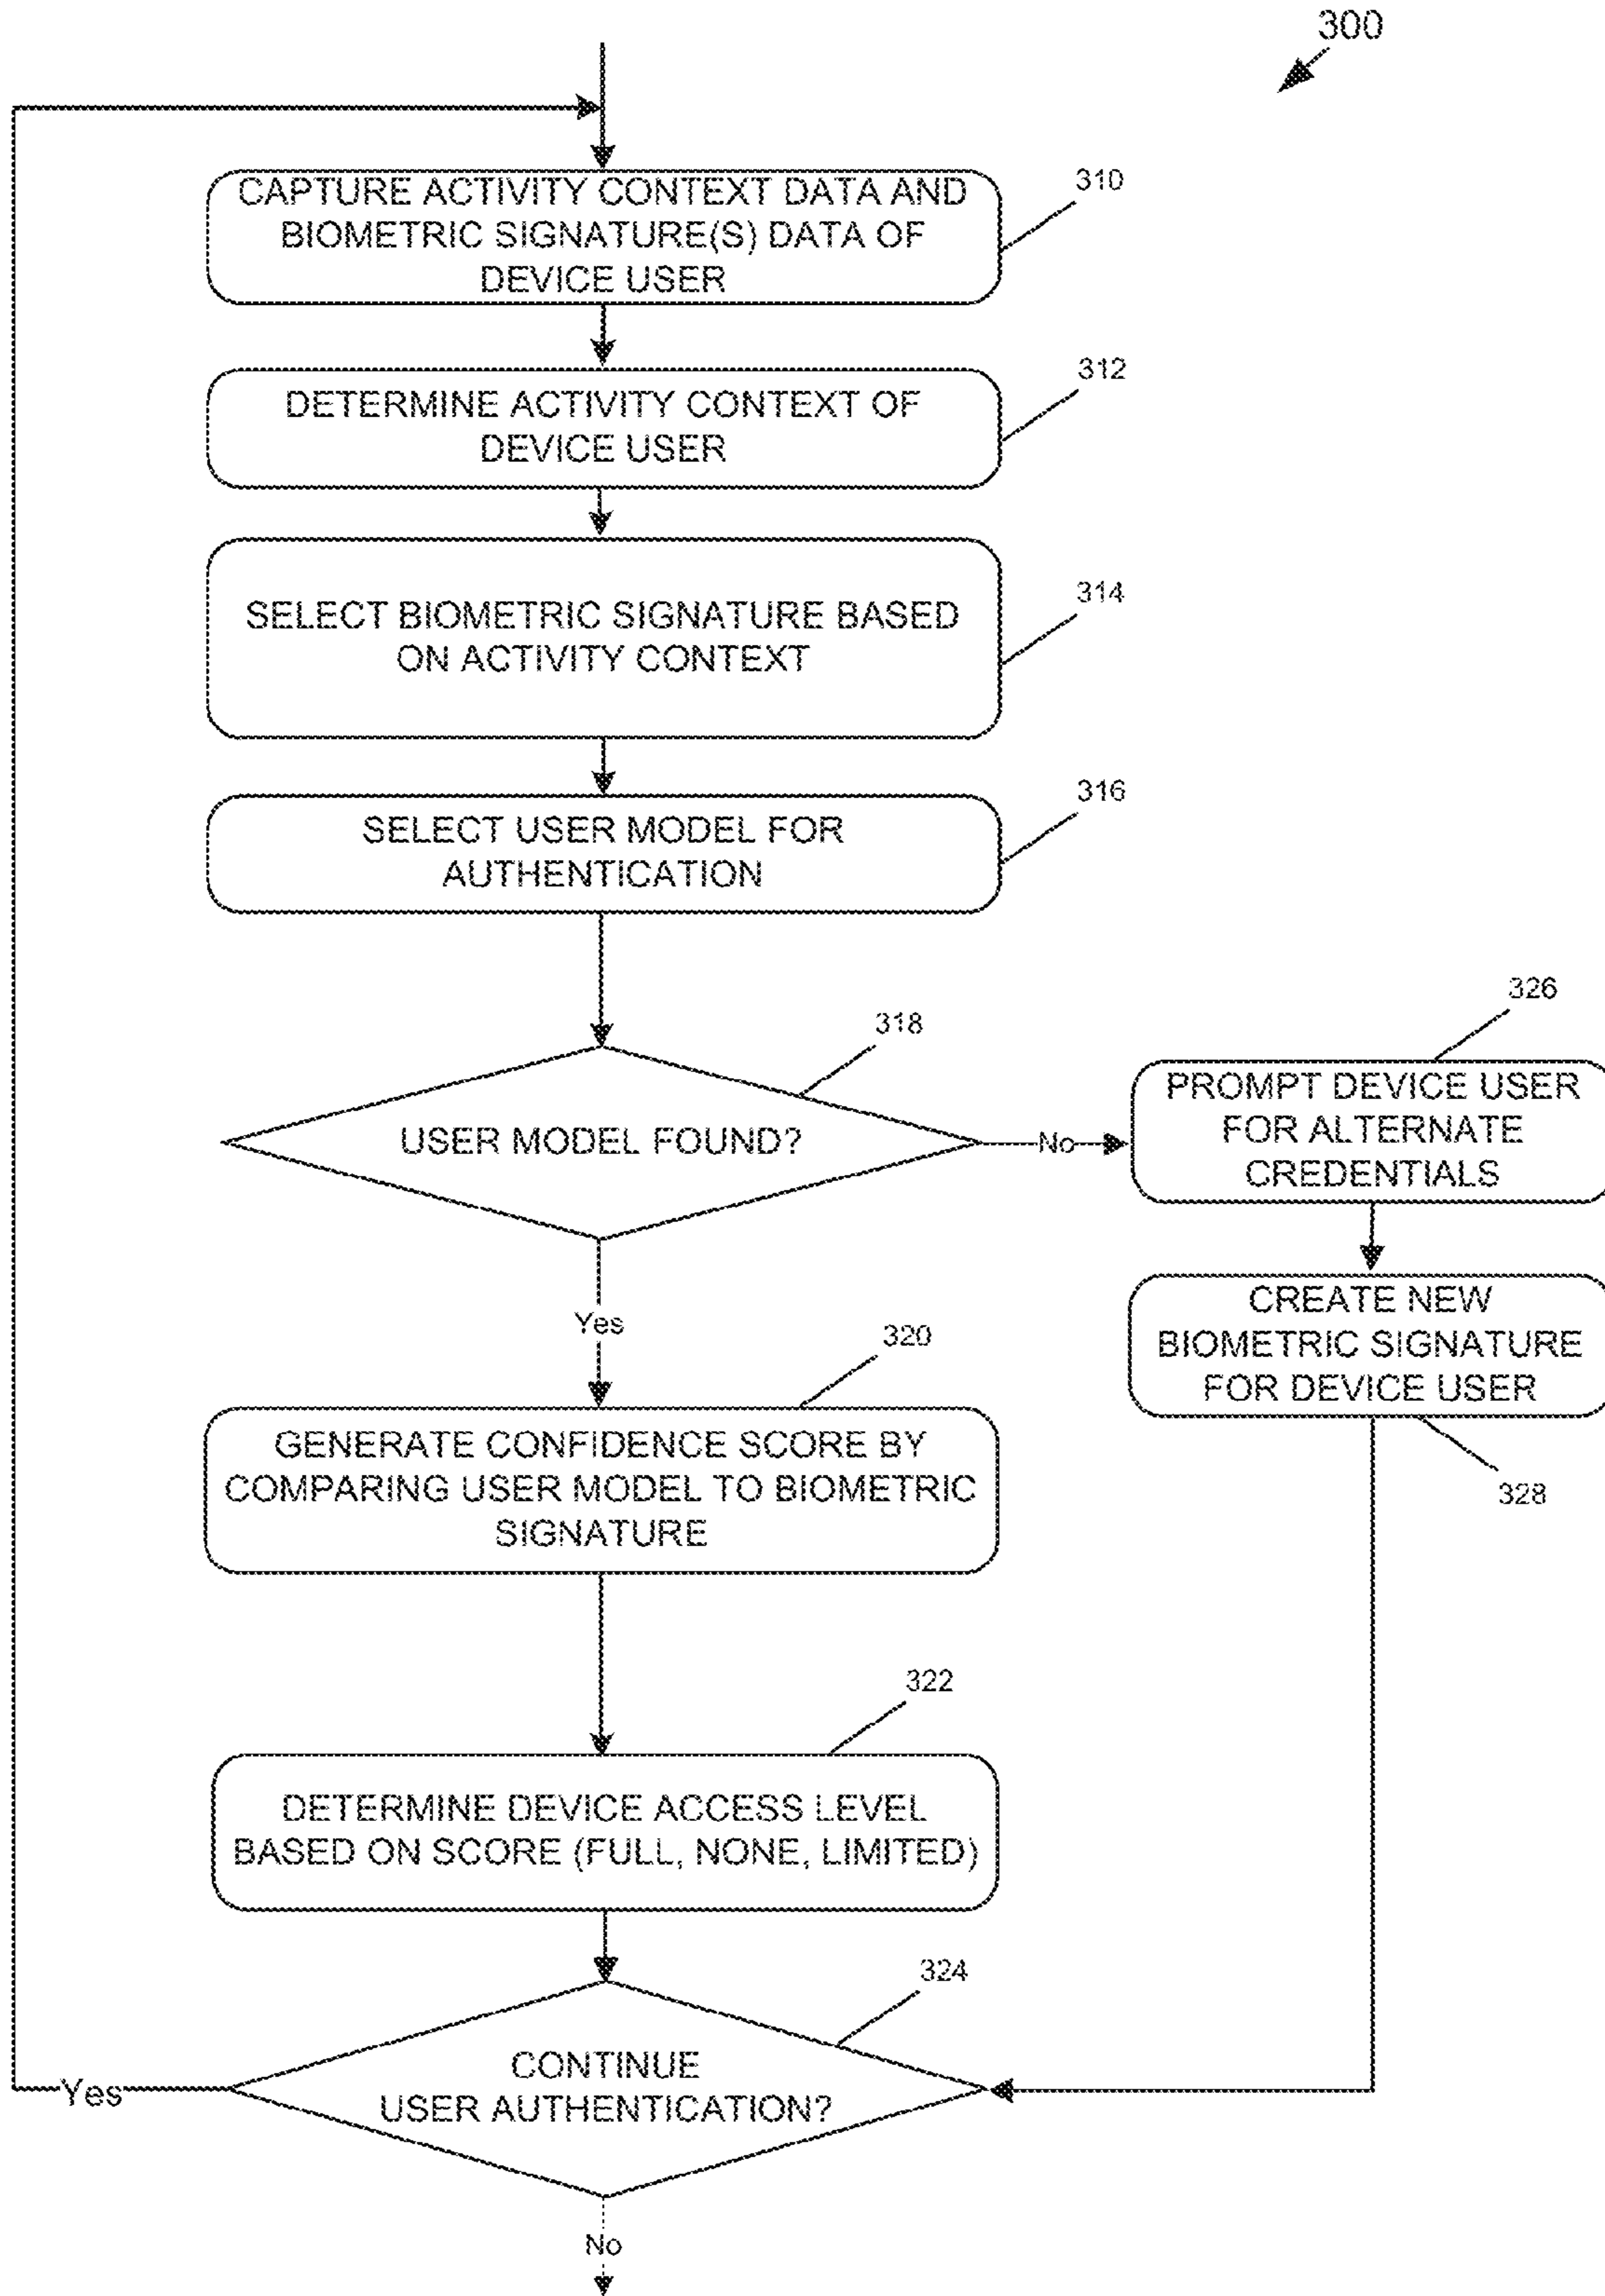 300
CAPTURE ACTIVITY CONTEXT DATA AND
BIOMETRIC SIGNATURE(S) DATA OF
DEVICE USER
310
DETERMINE ACTIVITY CONTEXT OF
DEVICE USER
312
SELECT BIOMETRIC SIGNATURE BASED
ON ACTIVITY CONTEXT
314
SELECT USER MODEL FOR
AUTHENTICATION
316
USER MODEL FOUND?
318
No
PROMPT DEVICE USER
FOR ALTERNATE
CREDENTIALS
326
CREATE NEW
BIOMETRIC SIGNATURE
FOR DEVICE USER
328
Yes
GENERATE CONFIDENCE SCORE BY
COMPARING USER MODEL TO BIOMETRIC
SIGNATURE
320
DETERMINE DEVICE ACCESS LEVEL
BASED ON SCORE (FULL, NONE, LIMITED)
322
CONTINUE
USER AUTHENTICATION?
324
Yes
No